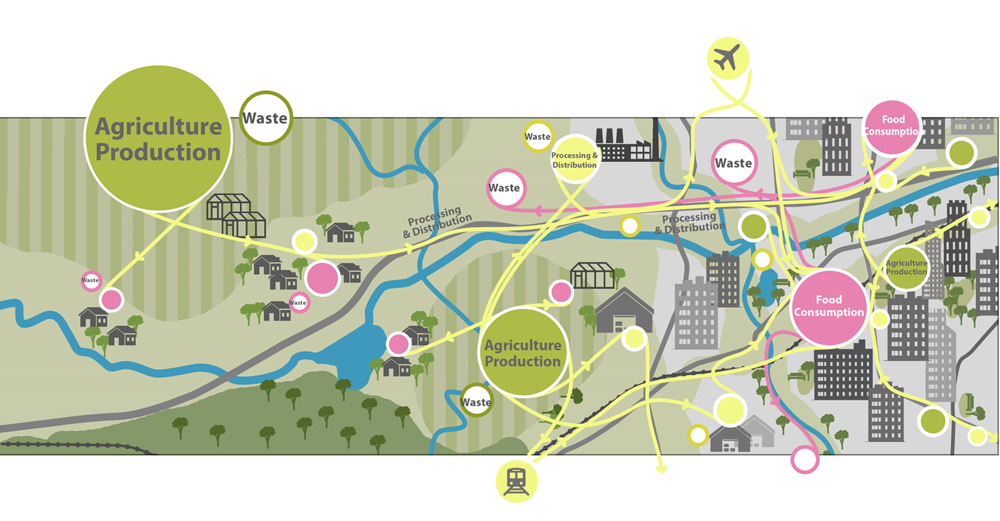 Agriculture
Production
Waste
Waste
Processing &
Distribution
Food
Consumptio
Waste
Waste
Processing
& Distribution
Processing
& Distribution
Agriculture
Production
Waste
Waste
Food
Consumption
Agriculture
Production
Waste